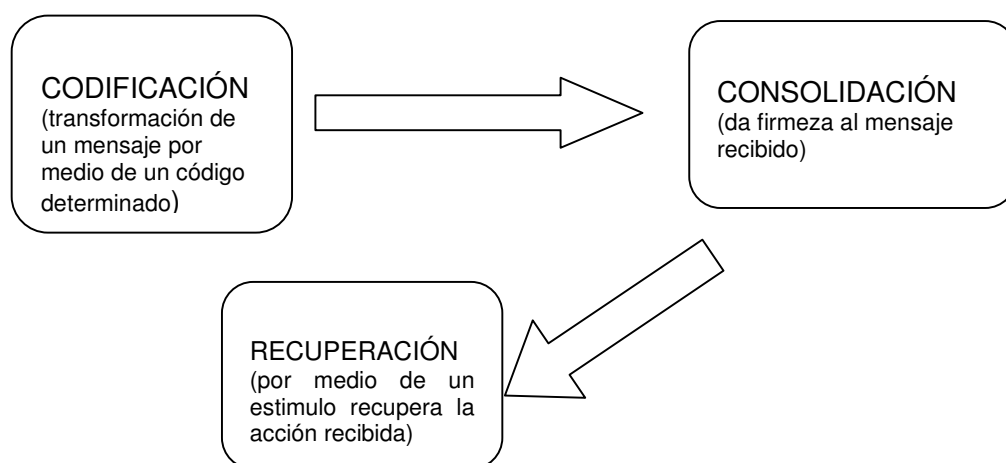 CODIFICACIÓN
(transformación de
un mensaje por
medio de un código
determinado)
CONSOLIDACIÓN
(da firmeza al mensaje
recibido)
RECUPERACIÓN
(por medio de un
estimulo recupera la
acción recibida)